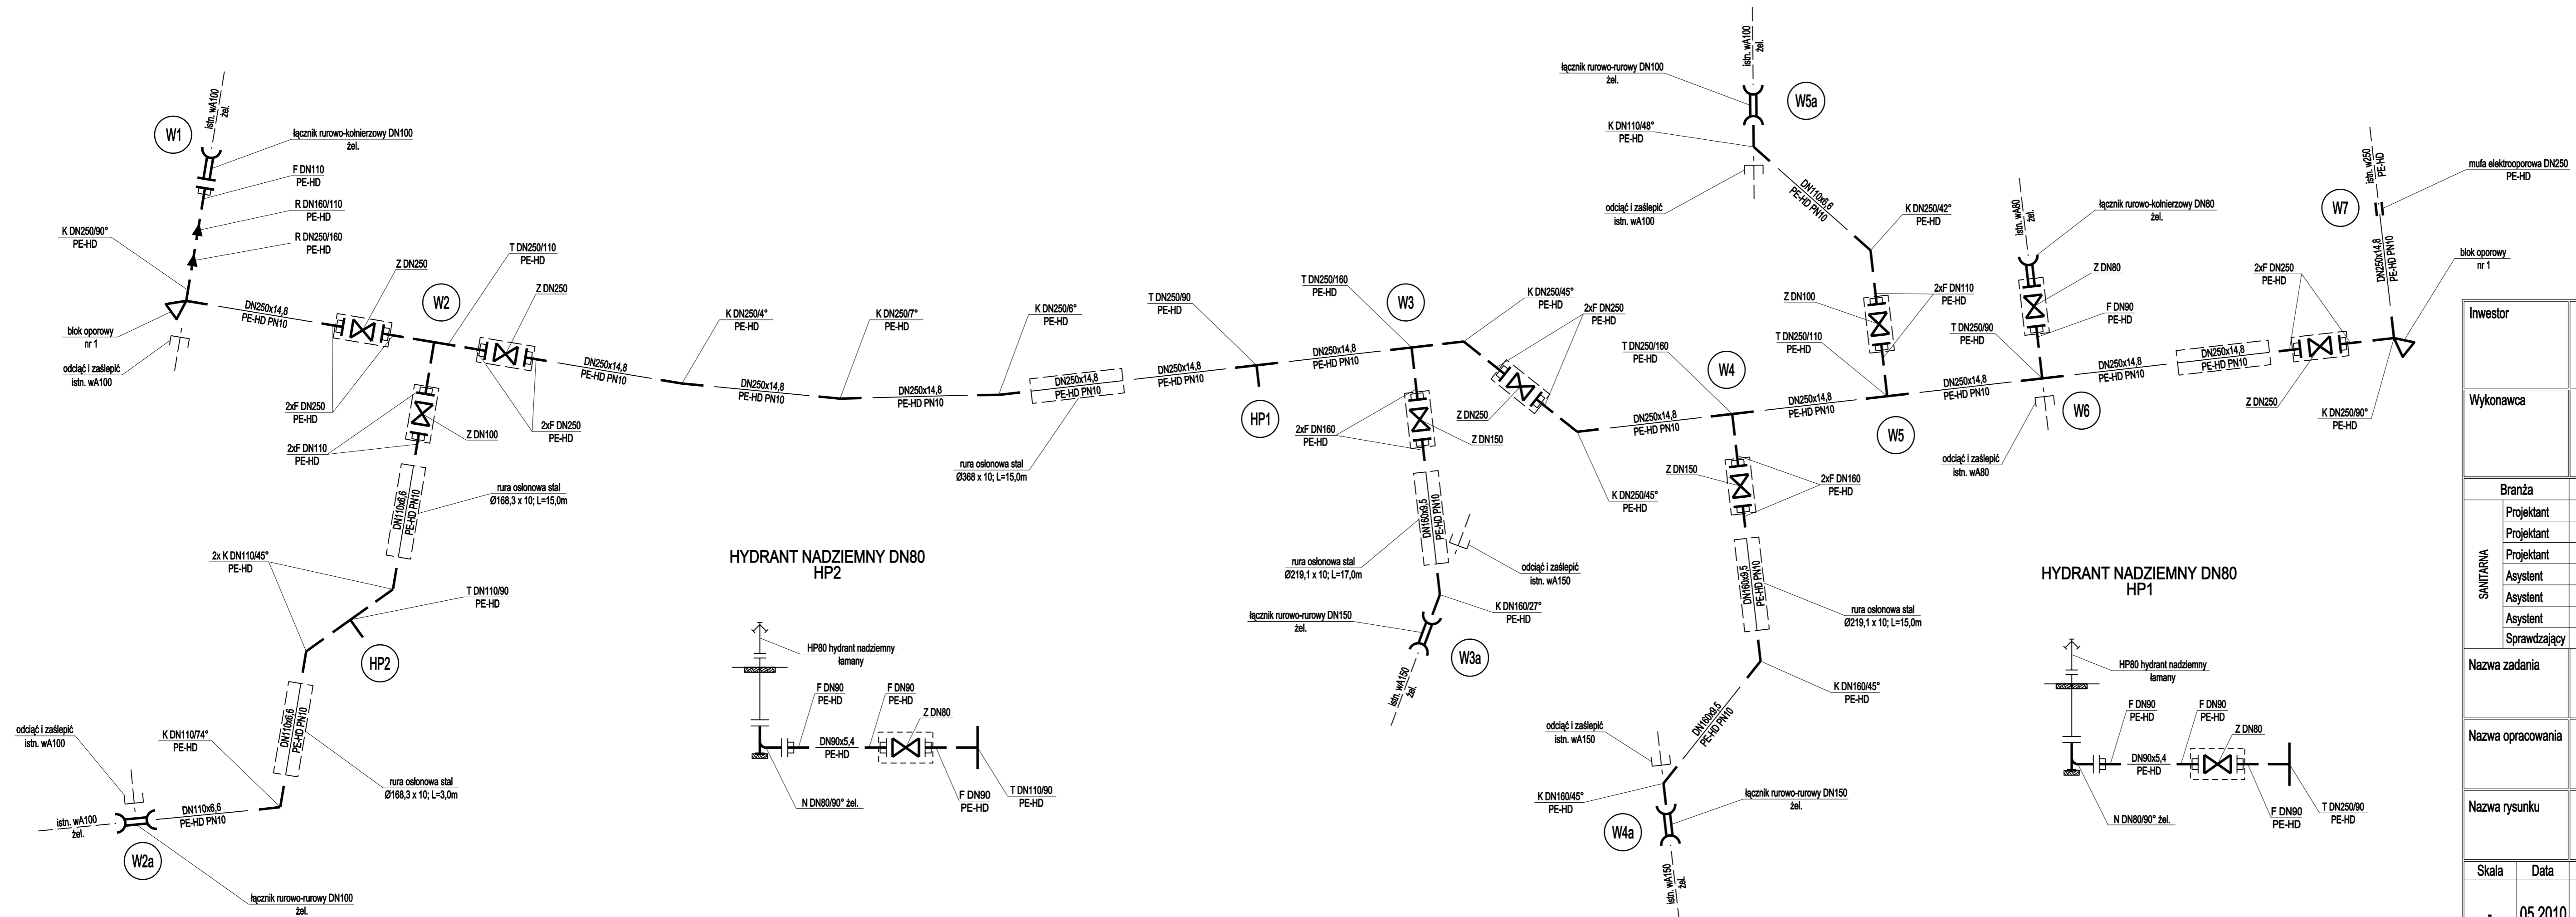 istn. wA100
żel.
W1
łącznik rurowo-kołnierzowy DN100
żel.
F DN110
PE-HD
R DN160/110
PE-HD
R DN250/160
PE-HD
K DN250/90°
PE-HD
blok oporowy
nr 1
odciąć i zaślepić
istn. wA100
DN250x14,8
PE-HD PN10
Z DN250
2xF DN250
PE-HD
W2
T DN250/110
PE-HD
Z DN250
2xF DN250
PE-HD
2xF DN110
PE-HD
Z DN100
DN110x6,6
PE-HD PN10
rura osłonowa stal
Ø168,3 x 10; L=15,0m
2x K DN110/45°
PE-HD
T DN110/90
PE-HD
HP2
DN110x6,6
PE-HD PN10
rura osłonowa stal
Ø168,3 x 10; L=3,0m
K DN110/74°
PE-HD
odciąć i zaślepić
istn. wA100
DN110x6,6
PE-HD PN10
istn. wA100
żel.
W2a
łącznik rurowo-rurowy DN100
żel.
DN250x14,8
PE-HD PN10
K DN250/4°
PE-HD
DN250x14,8
PE-HD PN10
K DN250/7°
PE-HD
DN250x14,8
PE-HD PN10
K DN250/6°
PE-HD
DN250x14,8
PE-HD PN10
rura osłonowa stal
Ø368 x 10; L=15,0m
DN250x14,8
PE-HD PN10
T DN250/90
PE-HD
HP1
DN250x14,8
PE-HD PN10
T DN250/160
PE-HD
W3
K DN250/45°
PE-HD
2xF DN250
PE-HD
Z DN250
2xF DN160
PE-HD
Z DN150
DN160x9,5
PE-HD PN10
rura osłonowa stal
Ø219,1 x 10; L=17,0m
odciąć i zaślepić
istn. wA150
K DN160/27°
PE-HD
łącznik rurowo-rurowy DN150
żel.
W3a
istn. wA150
żel.
K DN250/45°
PE-HD
DN250x14,8
PE-HD PN10
T DN250/160
PE-HD
W4
Z DN150
2xF DN160
PE-HD
DN160x9,5
PE-HD PN10
rura osłonowa stal
Ø219,1 x 10; L=15,0m
K DN160/45°
PE-HD
DN160x9,5
PE-HD PN10
odciąć i zaślepić
istn. wA150
K DN160/45°
PE-HD
łącznik rurowo-rurowy DN150
żel.
W4a
istn. wA150
żel.
DN250x14,8
PE-HD PN10
istn. wA100
żel.
łącznik rurowo-rurowy DN100
żel.
W5a
K DN110/48°
PE-HD
odciąć i zaślepić
istn. wA100
DN110x6,6
PE-HD PN10
K DN250/42°
PE-HD
Z DN100
2xF DN110
PE-HD
T DN250/110
PE-HD
W5
DN250x14,8
PE-HD PN10
istn. wA80
żel.
łącznik rurowo-kołnierzowy DN80
żel.
Z DN80
F DN90
PE-HD
T DN250/90
PE-HD
W6
odciąć i zaślepić
istn. wA80
DN250x14,8
PE-HD PN10
DN250x14,8
PE-HD PN10
2xF DN250
PE-HD
Z DN250
K DN250/90°
PE-HD
istn. w250
PE-HD
mufa elektrooporowa DN250
PE-HD
W7
DN250x14,8
PE-HD PN10
blok oporowy
nr 1
HYDRANT NADZIEMNY DN80
HP2
HP80 hydrant nadziemny
łamany
F DN90
PE-HD
F DN90
PE-HD
Z DN80
DN90x5,4
PE-HD
N DN80/90° żel.
F DN90
PE-HD
T DN110/90
PE-HD
HYDRANT NADZIEMNY DN80
HP1
HP80 hydrant nadziemny
łamany
F DN90
PE-HD
F DN90
PE-HD
Z DN80
DN90x5,4
PE-HD
N DN80/90° żel.
F DN90
PE-HD
T DN250/90
PE-HD
Inwestor
Wykonawca
Branża
SANITARNA
Projektant
Projektant
Projektant
Asystent
Asystent
Asystent
Sprawdzający
Nazwa zadania
Nazwa opracowania
Nazwa rysunku
Skala Data
- 05.2010